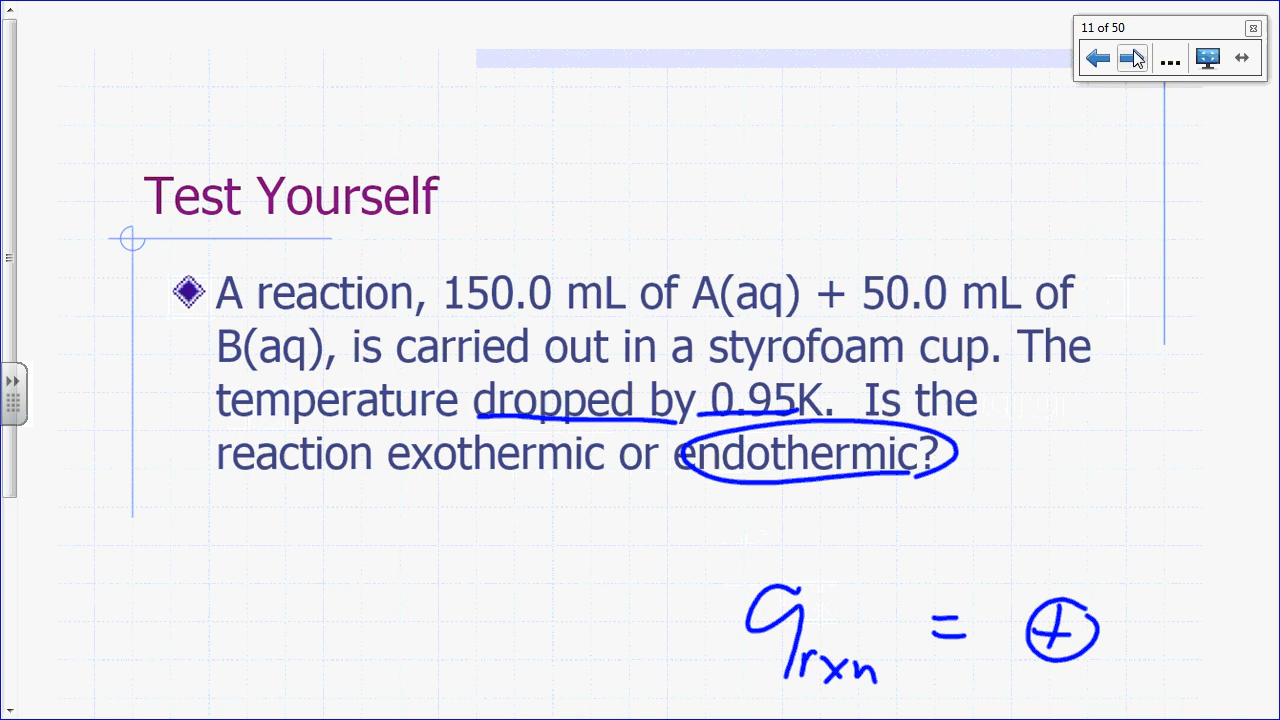 11 of 50
...
Test Yourself
A reaction, 150.0 mL of A(aq) + 50.0 mL of
B(aq), is carried out in a styrofoam cup. The
temperature dropped by 0.95K. Is the
reaction exothermic or endothermic?
qrxn = +